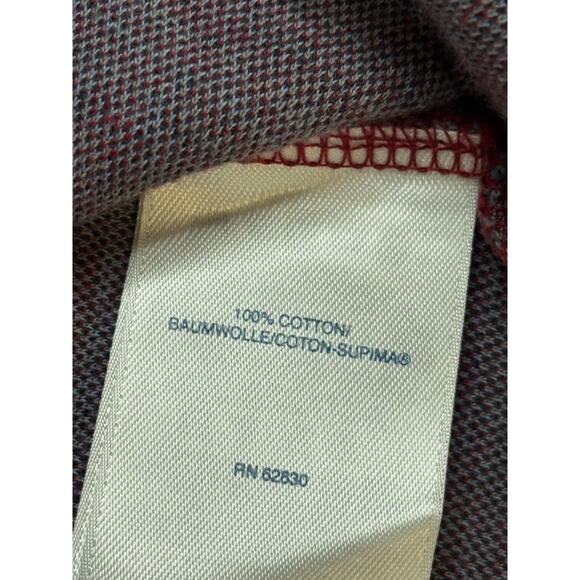 100% COTTON/
BAUMWOLLE/COTON-SUPIMA®
RN 62830